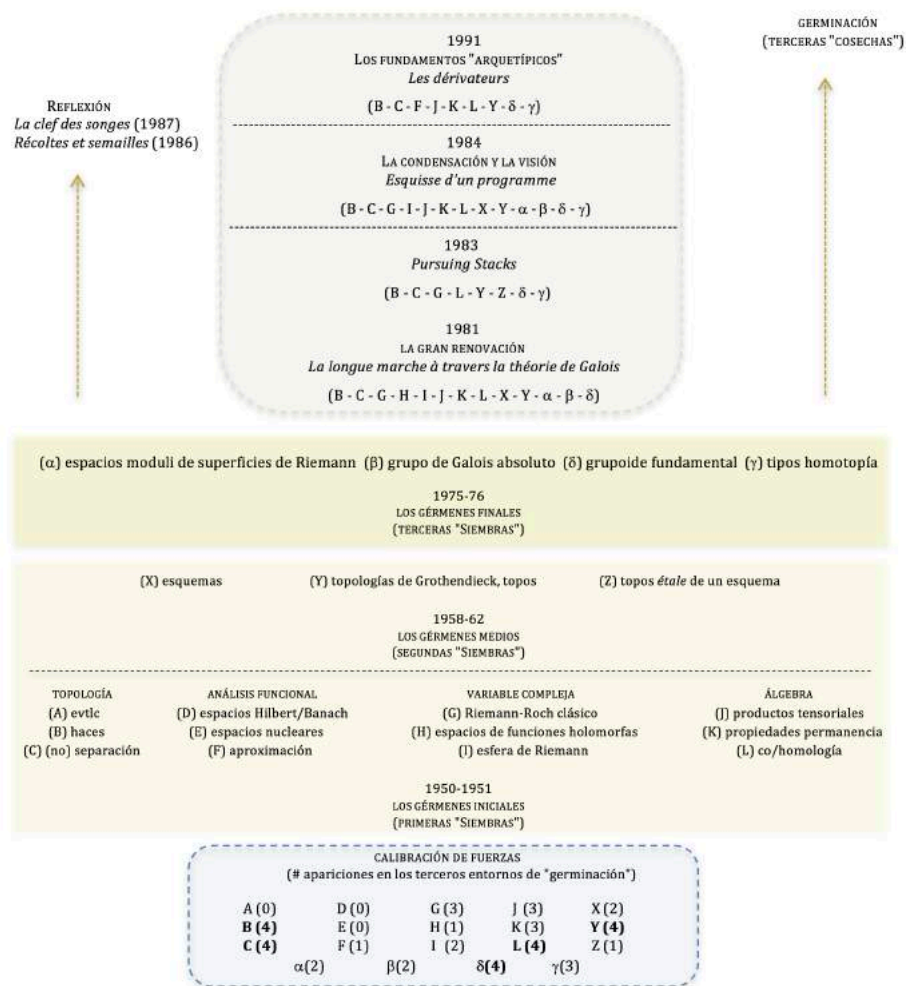 GERMINACIÓN
(TERCERAS "COSECHAS")
1991
LOS FUNDAMENTOS "ARQUETÍPICOS"
Les dérivateurs
(B - C - F - J - K - L - Y - δ - γ)
REFLEXIÓN
La clef des songes (1987)
Récoltes et semailles (1986)
1984
LA CONDENSACIÓN Y LA VISIÓN
Esquisse d'un programme
(B - C - G - I - J - K - L - X - Y - α - β - δ - γ)
1983
Pursuing Stacks
(B - C - G - L - Y - Z - δ - γ)
1981
LA GRAN RENOVACIÓN
La longue marche à travers la théorie de Galois
(B - C - G - H - I - J - K - L - X - Y - α - β - δ)
(α) espacios moduli de superficies de Riemann (β) grupo de Galois absoluto (δ) grupoide fundamental (γ) tipos homotopía
1975-76
LOS GÉRMENES FINALES
(TERCERAS "SIEMBRAS")
(X) esquemas (Y) topologías de Grothendieck, topos (Z) topos étale de un esquema
1958-62
LOS GÉRMENES MEDIOS
(SEGUNDAS "SIEMBRAS")
TOPOLOGÍA ANÁLISIS FUNCIONAL VARIABLE COMPLEJA ÁLGEBRA
(A) evtlc (D) espacios Hilbert/Banach (G) Riemann-Roch clásico (J) productos tensoriales
(B) haces (E) espacios nucleares (H) espacios de funciones holomorfas (K) propiedades permanencia
(C) (no) separación (F) aproximación (I) esfera de Riemann (L) co/homología
1950-1951
LOS GÉRMENES INICIALES
(PRIMERAS "SIEMBRAS")
CALIBRACIÓN DE FUERZAS
(# apariciones en los terceros entornos de "germinación")
A (0) D (0) G (3) J (3) X (2)
B (4) E (0) H (1) K (3) Y (4)
C (4) F (1) I (2) L (4) Z (1)
α(2) β(2) δ(4) γ(3)